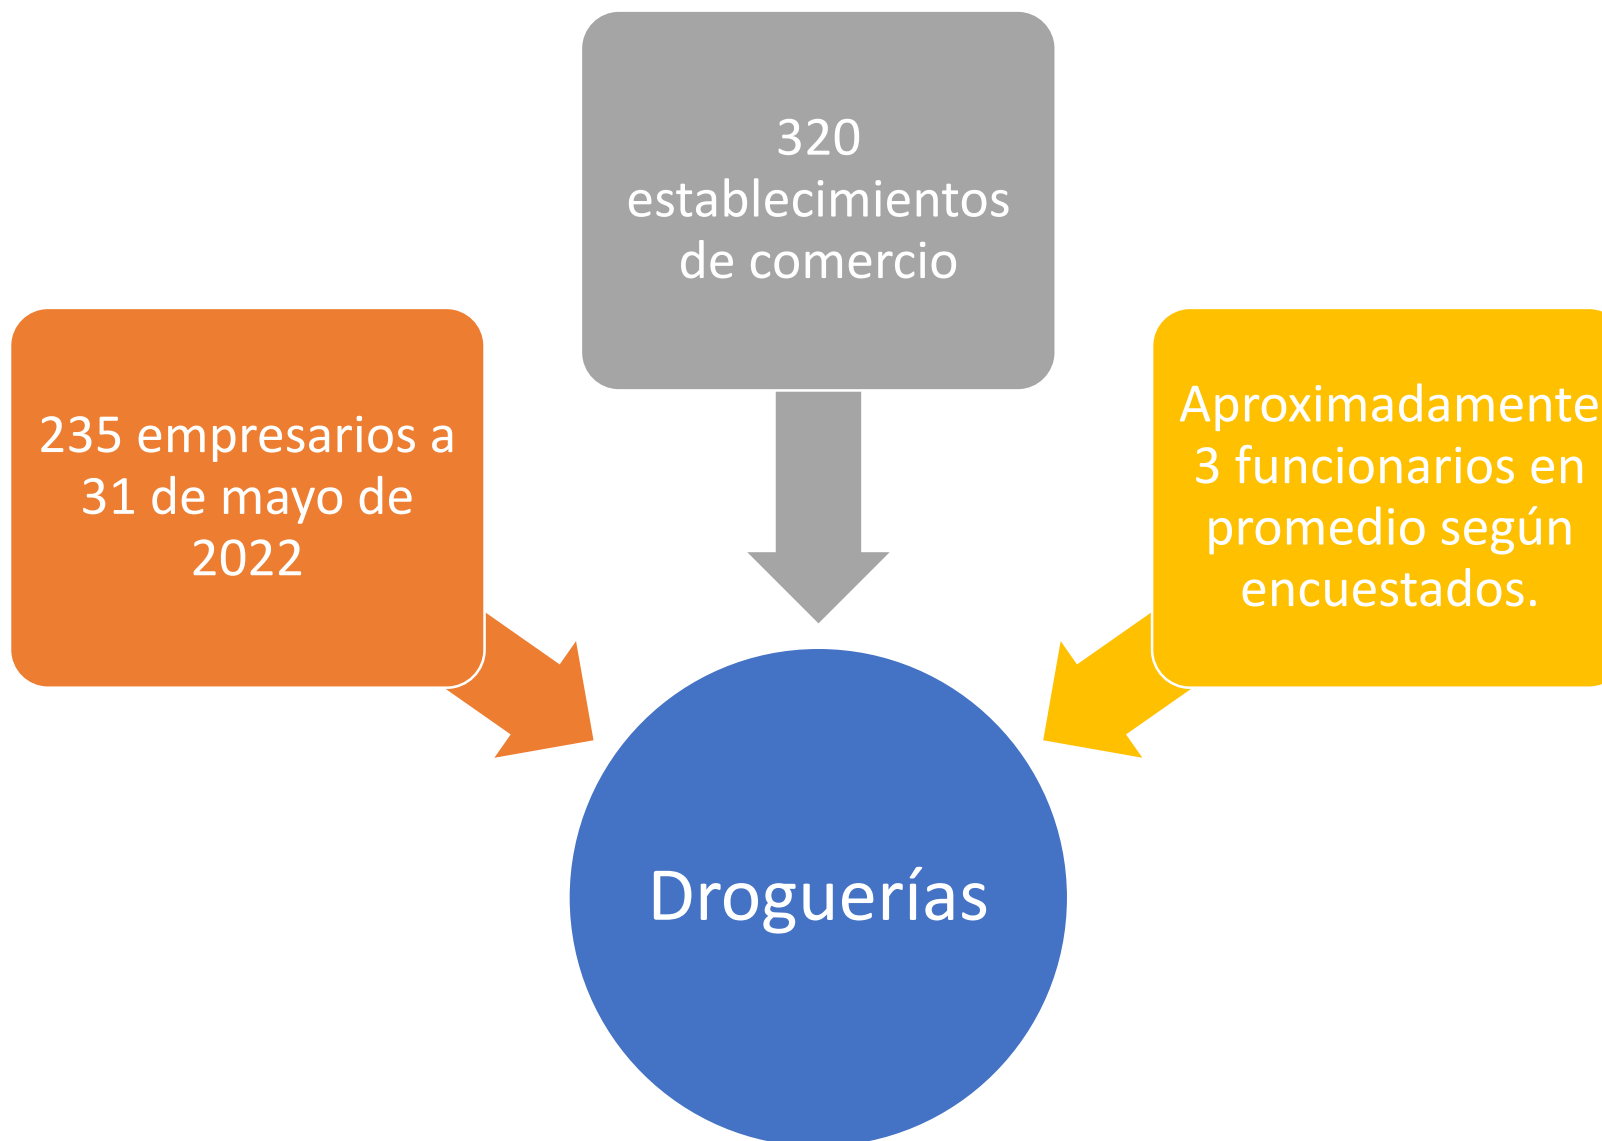 320
establecimientos
de comercio
235 empresarios a
31 de mayo de
2022
Aproximadamente
3 funcionarios en
promedio según
encuestados.
Droguerías